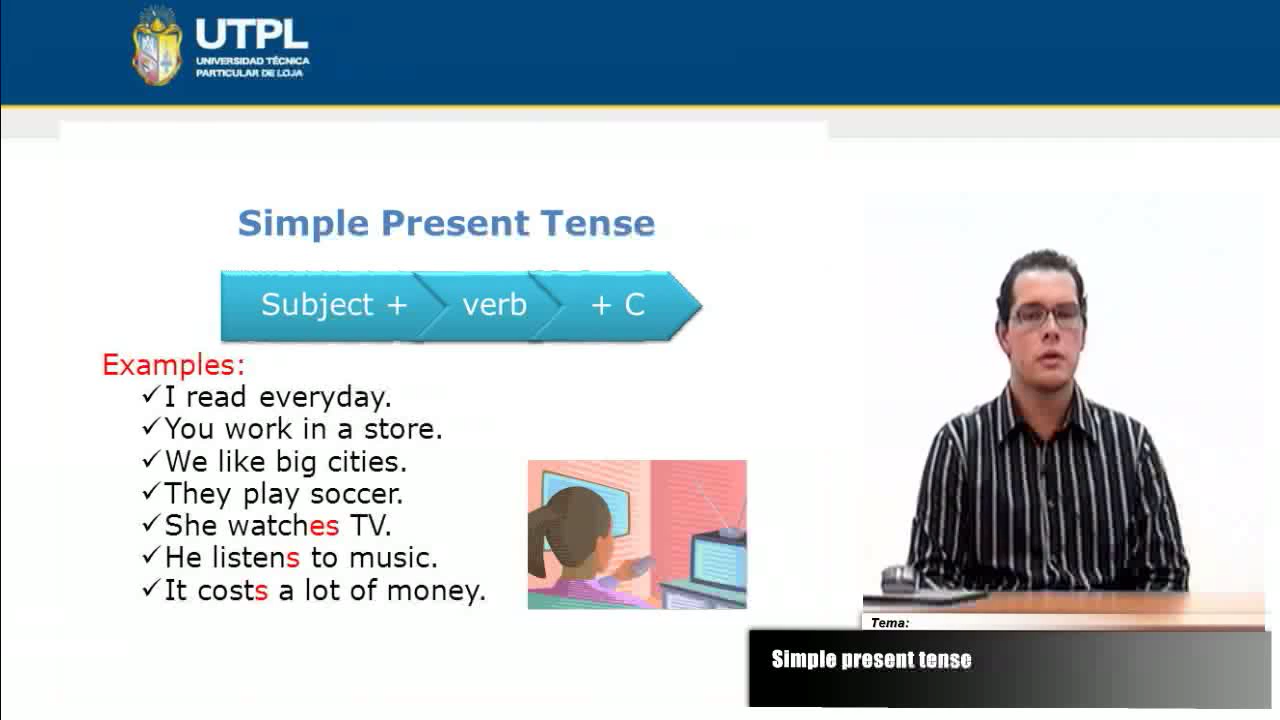 UTPL
UNIVERSIDAD TÉCNICA
PARTICULAR DE LOJA
Simple Present Tense
Subject + verb + C
Examples:
✓I read everyday.
✓You work in a store.
✓We like big cities.
✓They play soccer.
✓She watches TV.
✓He listens to music.
✓It costs a lot of money.
Tema:
Simple present tense